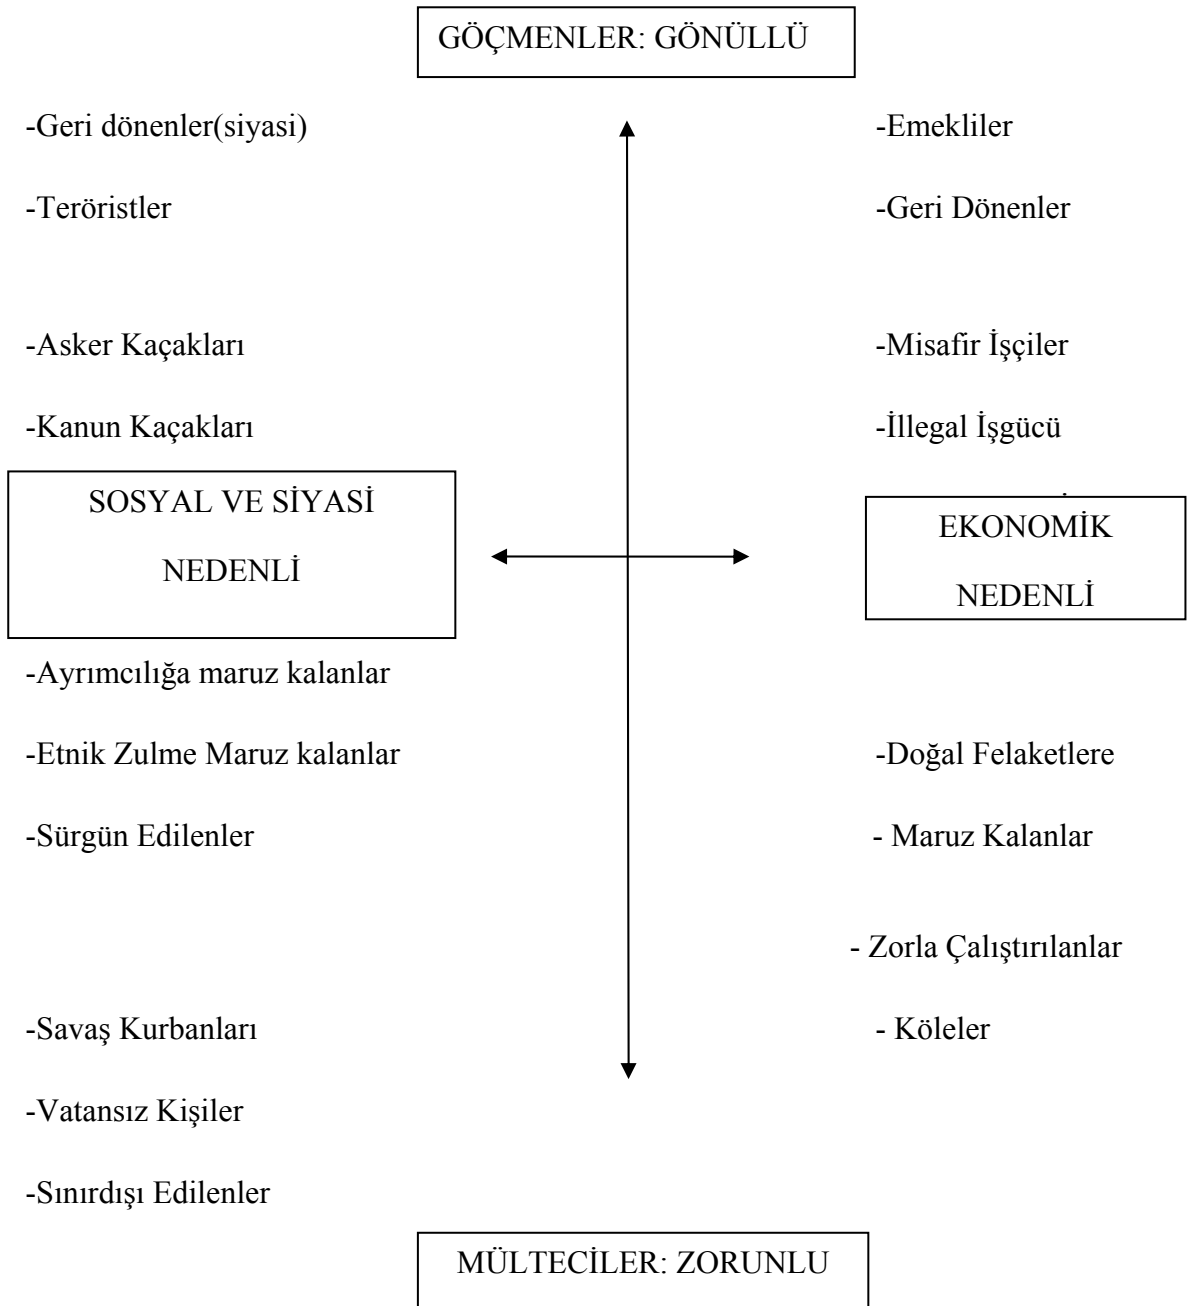 GÖÇMENLER: GÖNÜLLÜ
-Geri dönenler(siyasi)
-Emekliler
-Teröristler
-Geri Dönenler
-Asker Kaçakları
-Misafir İşçiler
-Kanun Kaçakları
-İllegal İşgücü
SOSYAL VE SİYASİ
NEDENLİ
EKONOMİK
NEDENLİ
-Ayrımcılığa maruz kalanlar
-Etnik Zulme Maruz kalanlar
-Doğal Felaketlere
-Sürgün Edilenler
- Maruz Kalanlar
- Zorla Çalıştırılanlar
-Savaş Kurbanları
- Köleler
-Vatansız Kişiler
-Sınırdışı Edilenler
MÜLTECİLER: ZORUNLU